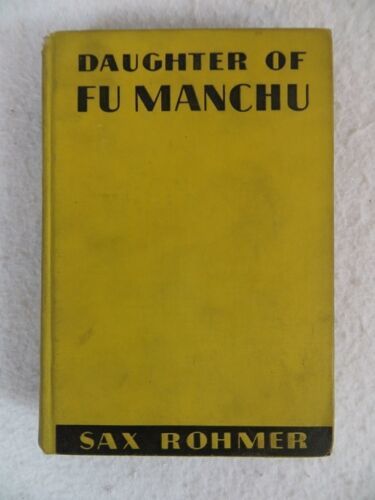 DAUGHTER OF
FU MANCHU
SAX ROHMER